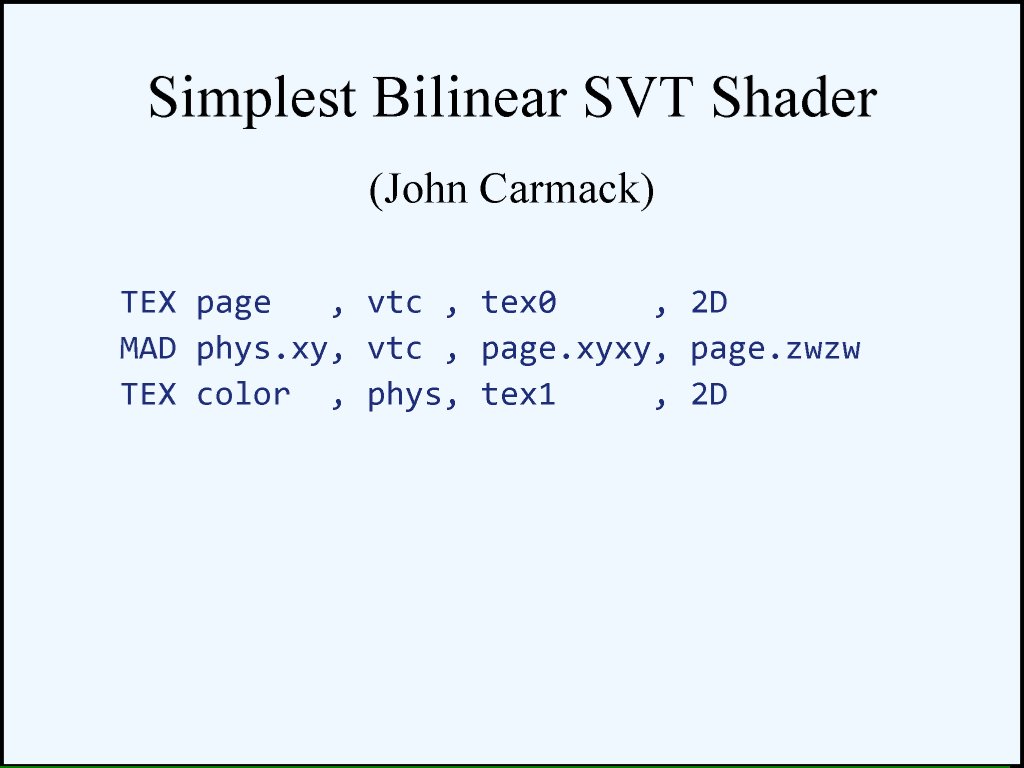 Simplest Bilinear SVT Shader
(John Carmack)
TEX page   , vtc , tex0     , 2D
MAD phys.xy, vtc , page.xyxy, page.zwzw
TEX color  , phys, tex1     , 2D